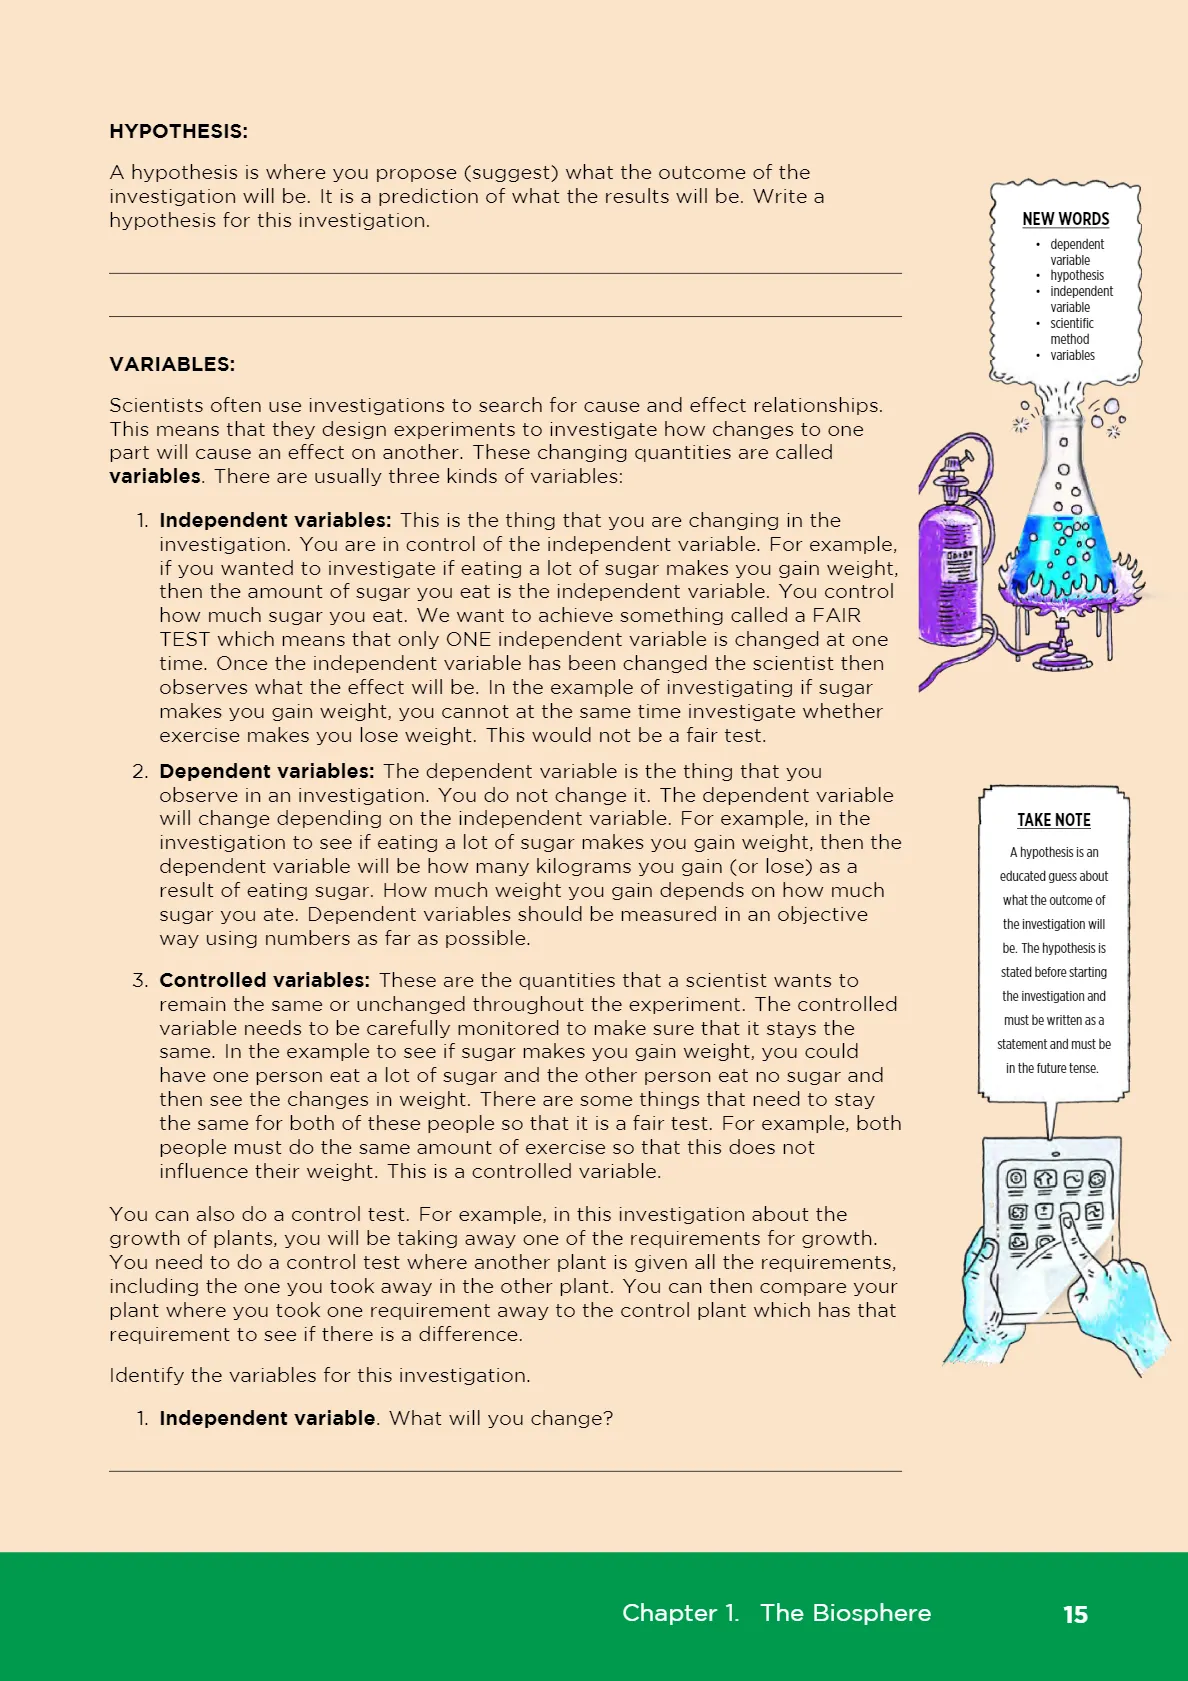 HYPOTHESIS:
A hypothesis is where you propose (suggest) what the outcome of the
investigation will be. It is a prediction of what the results will be. Write a
hypothesis for this investigation.
VARIABLES:
Scientists often use investigations to search for cause and effect relationships.
This means that they design experiments to investigate how changes to one
part will cause an effect on another. These changing quantities are called
variables. There are usually three kinds of variables:
1. Independent variables: This is the thing that you are changing in the
investigation. You are in control of the independent variable. For example,
if you wanted to investigate if eating a lot of sugar makes you gain weight,
then the amount of sugar you eat is the independent variable. You control
how much sugar you eat. We want to achieve something called a FAIR
TEST which means that only ONE independent variable is changed at one
time. Once the independent variable has been changed the scientist then
observes what the effect will be. In the example of investigating if sugar
makes you gain weight, you cannot at the same time investigate whether
exercise makes you lose weight. This would not be a fair test.
2. Dependent variables: The dependent variable is the thing that you
observe in an investigation. You do not change it. The dependent variable
will change depending on the independent variable. For example, in the
investigation to see if eating a lot of sugar makes you gain weight, then the
dependent variable will be how many kilograms you gain (or lose) as a
result of eating sugar. How much weight you gain depends on how much
sugar you ate. Dependent variables should be measured in an objective
way using numbers as far as possible.
3. Controlled variables: These are the quantities that a scientist wants to
remain the same or unchanged throughout the experiment. The controlled
variable needs to be carefully monitored to make sure that it stays the
same. In the example to see if sugar makes you gain weight, you could
have one person eat a lot of sugar and the other person eat no sugar and
then see the changes in weight. There are some things that need to stay
the same for both of these people so that it is a fair test. For example, both
people must do the same amount of exercise so that this does not
influence their weight. This is a controlled variable.
You can also do a control test. For example, in this investigation about the
growth of plants, you will be taking away one of the requirements for growth.
You need to do a control test where another plant is given all the requirements,
including the one you took away in the other plant. You can then compare your
plant where you took one requirement away to the control plant which has that
requirement to see if there is a difference.
Identify the variables for this investigation.
1. Independent variable. What will you change?
NEW WORDS
• dependent
variable
• hypothesis
• independent
variable
• scientific
method
• variables
TAKE NOTE
A hypothesis is an
educated guess about
what the outcome of
the investigation will
be. The hypothesis is
stated before starting
the investigation and
must be written as a
statement and must be
in the future tense.
Chapter 1. The Biosphere
15